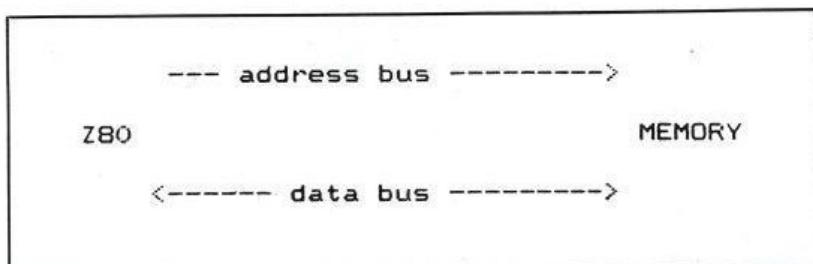 --- address bus --------->
Z80 MEMORY
<------ data bus --------->